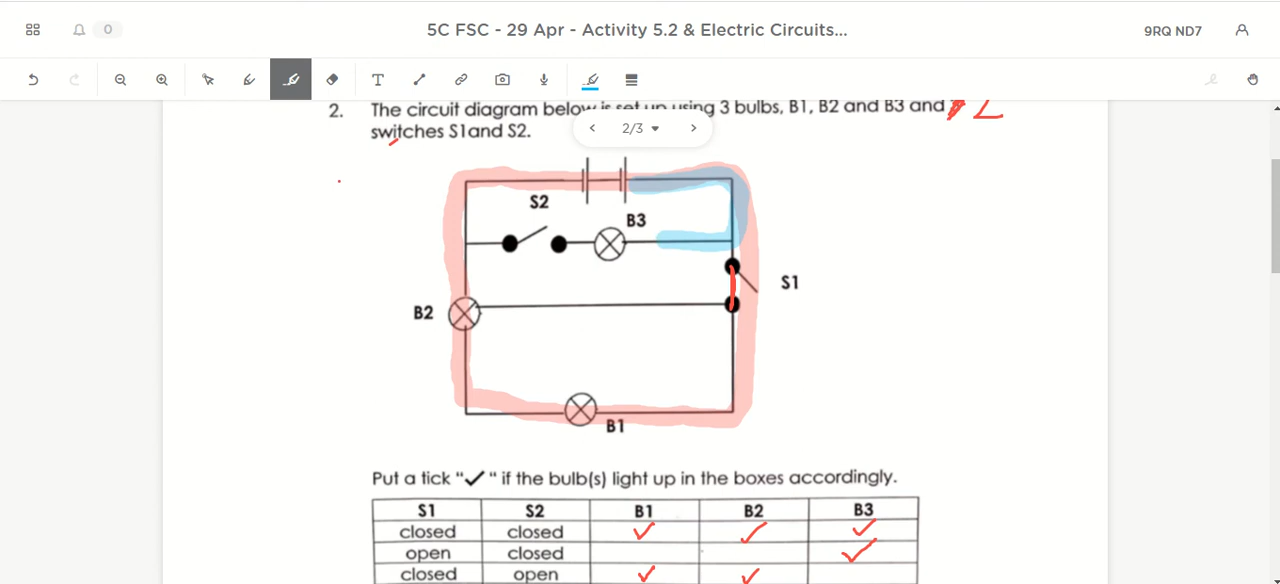 0
5C FSC - 29 Apr - Activity 5.2 & Electric Circuits...
9RQ ND7
T
2. The circuit diagram below is set up using 3 bulbs, B1, B2 and B3 and 2
switches S1and S2.
2/3
S2
B3
S1
B2
B1
Put a tick "✓" if the bulb(s) light up in the boxes accordingly.
S1 S2 B1 B2 B3
closed closed ✓ ✓ ✓
open closed ✓
closed open ✓ ✓